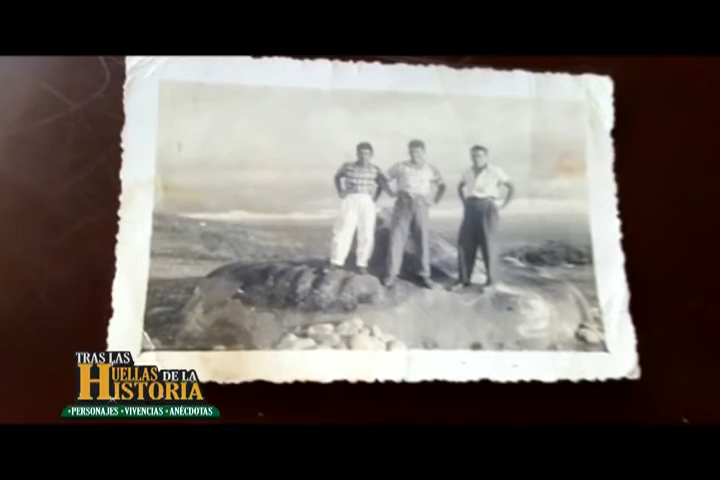 TRAS LAS
HUELLAS DE LA
HISTORIA
• PERSONAJES • VIVENCIAS • ANÉCDOTAS